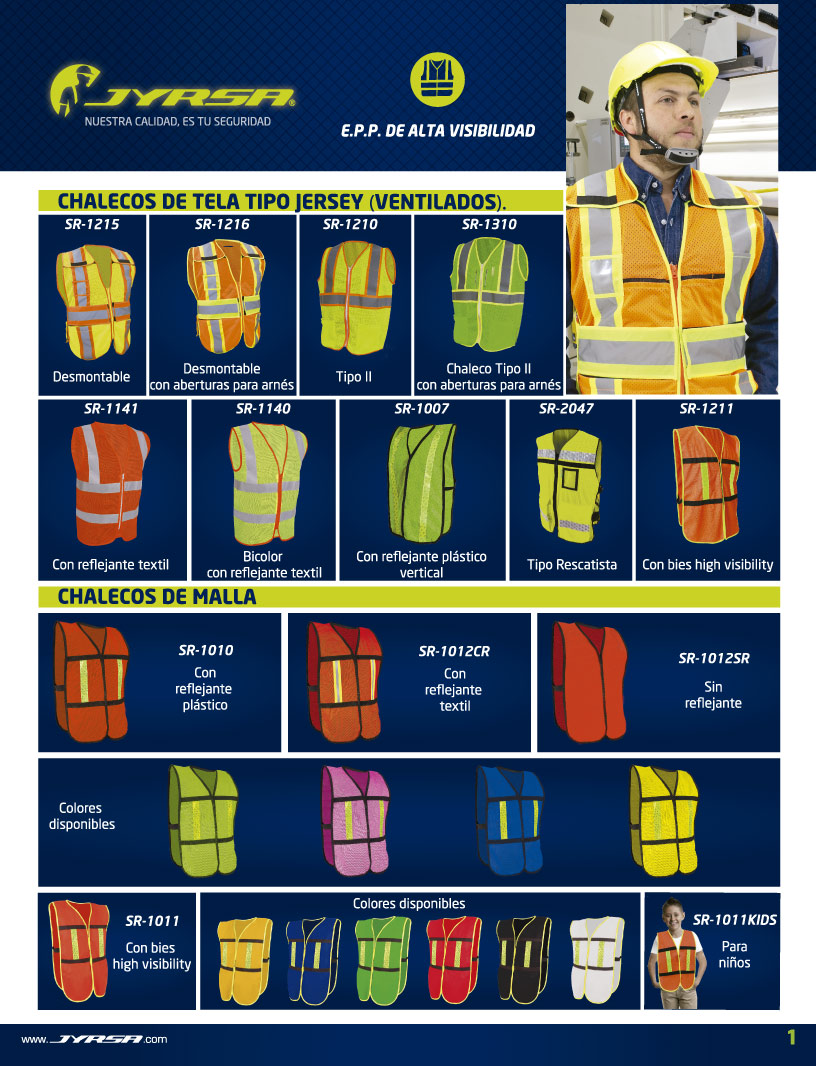 JYRSA®
NUESTRA CALIDAD, ES TU SEGURIDAD
E.P.P. DE ALTA VISIBILIDAD
CHALECOS DE TELA TIPO JERSEY (VENTILADOS).
SR-1215
Desmontable
SR-1216
Desmontable
con aberturas para arnés
SR-1210
Tipo II
SR-1310
Chaleco Tipo II
con aberturas para arnés
SR-1141
Con reflejante textil
SR-1140
Bicolor
con reflejante textil
SR-1007
Con reflejante plástico
vertical
SR-2047
Tipo Rescatista
SR-1211
Con bies high visibility
CHALECOS DE MALLA
SR-1010
Con
reflejante
plástico
SR-1012CR
Con
reflejante
textil
SR-1012SR
Sin
reflejante
Colores
disponibles
SR-1011
Con bies
high visibility
Colores disponibles
SR-1011KIDS
Para
niños
www.JYRSA.com
1